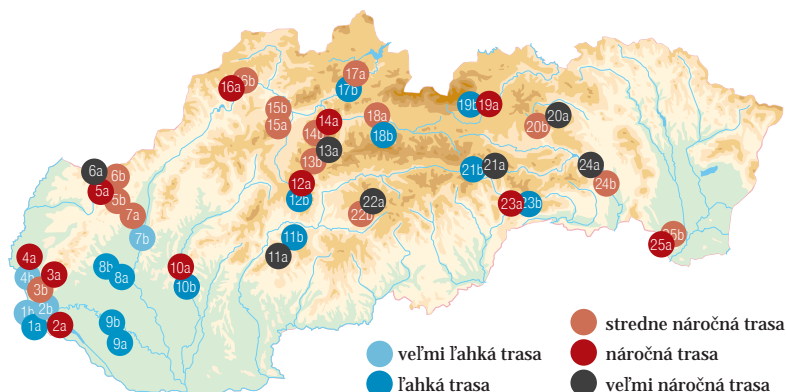 17a
16b
16a
17b
15b
19b
19a
18a
20a
15a
14a
20b
14b
18b
13a
13b
6a
6b
21b
21a
24a
5a
12a
24b
5b
12b
22a
23a
23b
7a
22b
7b
11b
25b
25a
4a
11a
3a
8b
10a
4b
8a
3b
10b
1b
2b
1a
2a
9b
9a
stredne náročná trasa
veľmi ľahká trasa
náročná trasa
ľahká trasa
veľmi náročná trasa